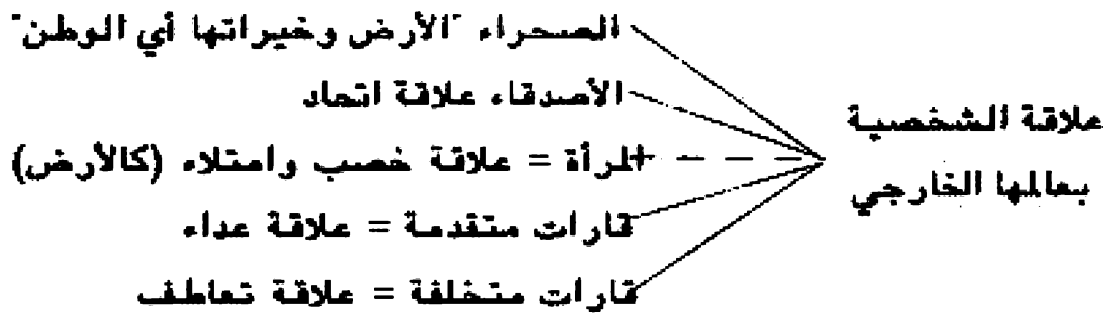 الصحراء "الأرض وخيراتها أي الوطن"
الأصدقاء علاقة اتحاد
علاقة الشخصية
المرأة = علاقة خصب وامتلاء (كالأرض)
بعالمها الخارجي
قارات متقدمة = علاقة عداء
قارات متخلفة = علاقة تعاطف